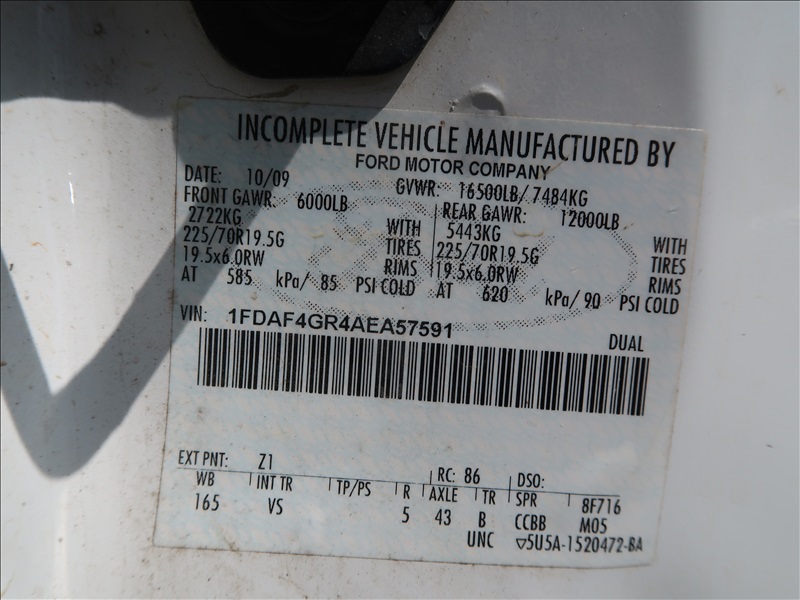 INCOMPLETE VEHICLE MANUFACTURED BY
FORD MOTOR COMPANY
DATE: 10/09 GVWR: 16500LB/ 7484KG
FRONT GAWR: 6000LB REAR GAWR: 12000LB
2722KG WITH 5443KG WITH
225/70R19.5G TIRES 225/70R19.5G TIRES
19.5x6.0RW RIMS 19.5x6.0RW RIMS
AT 585 kPa/ 85 PSI COLD AT 620 kPa/ 90 PSI COLD
VIN: 1FDAF4GR4AEA57591 DUAL
EXT PNT: Z1 RC: 86 DSO:
WB INT TR TP/PS R AXLE TR SPR 8F716
165 VS 5 43 B CCBB M05
UNC ▽5U5A-1520472-BA